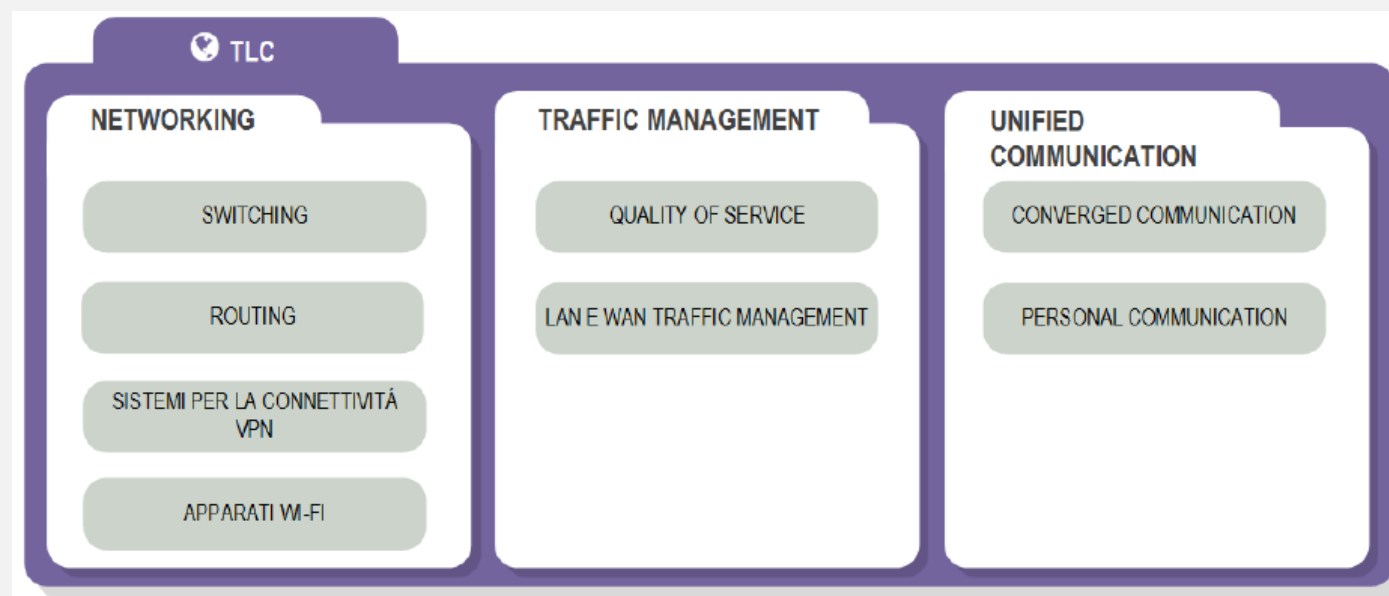 TLC
NETWORKING
SWITCHING
ROUTING
SISTEMI PER LA CONNETTIVITÁ
VPN
APPARATI WI-FI
TRAFFIC MANAGEMENT
QUALITY OF SERVICE
LAN E WAN TRAFFIC MANAGEMENT
UNIFIED
COMMUNICATION
CONVERGED COMMUNICATION
PERSONAL COMMUNICATION